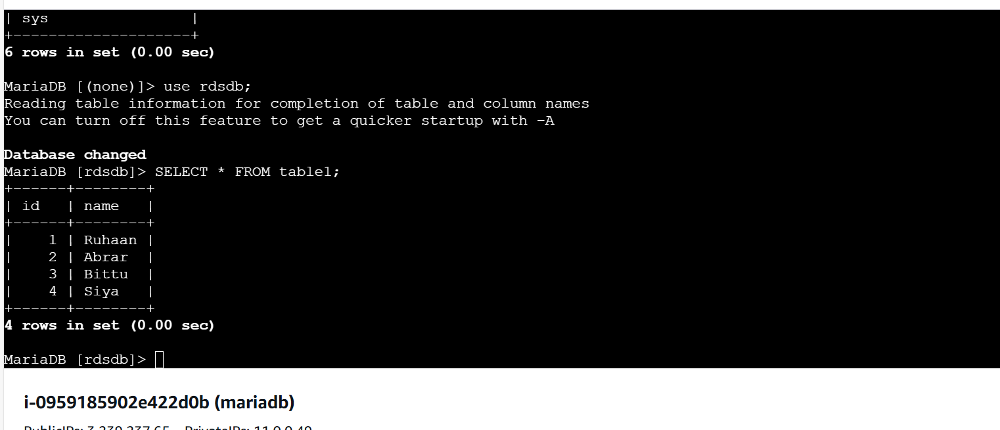 | sys                |
+--------------------+
6 rows in set (0.00 sec)
MariaDB [(none)]> use rdsdb;
Reading table information for completion of table and column names
You can turn off this feature to get a quicker startup with -A
Database changed
MariaDB [rdsdb]> SELECT * FROM table1;
+------+--------+
| id   | name   |
+------+--------+
|    1 | Ruhaan |
|    2 | Abrar  |
|    3 | Bittu  |
|    4 | Siya   |
+------+--------+
4 rows in set (0.00 sec)
MariaDB [rdsdb]>
i-0959185902e422d0b (mariadb)
PublicIPs: 3.239.237.65 PrivateIPs: 11.0.0.49